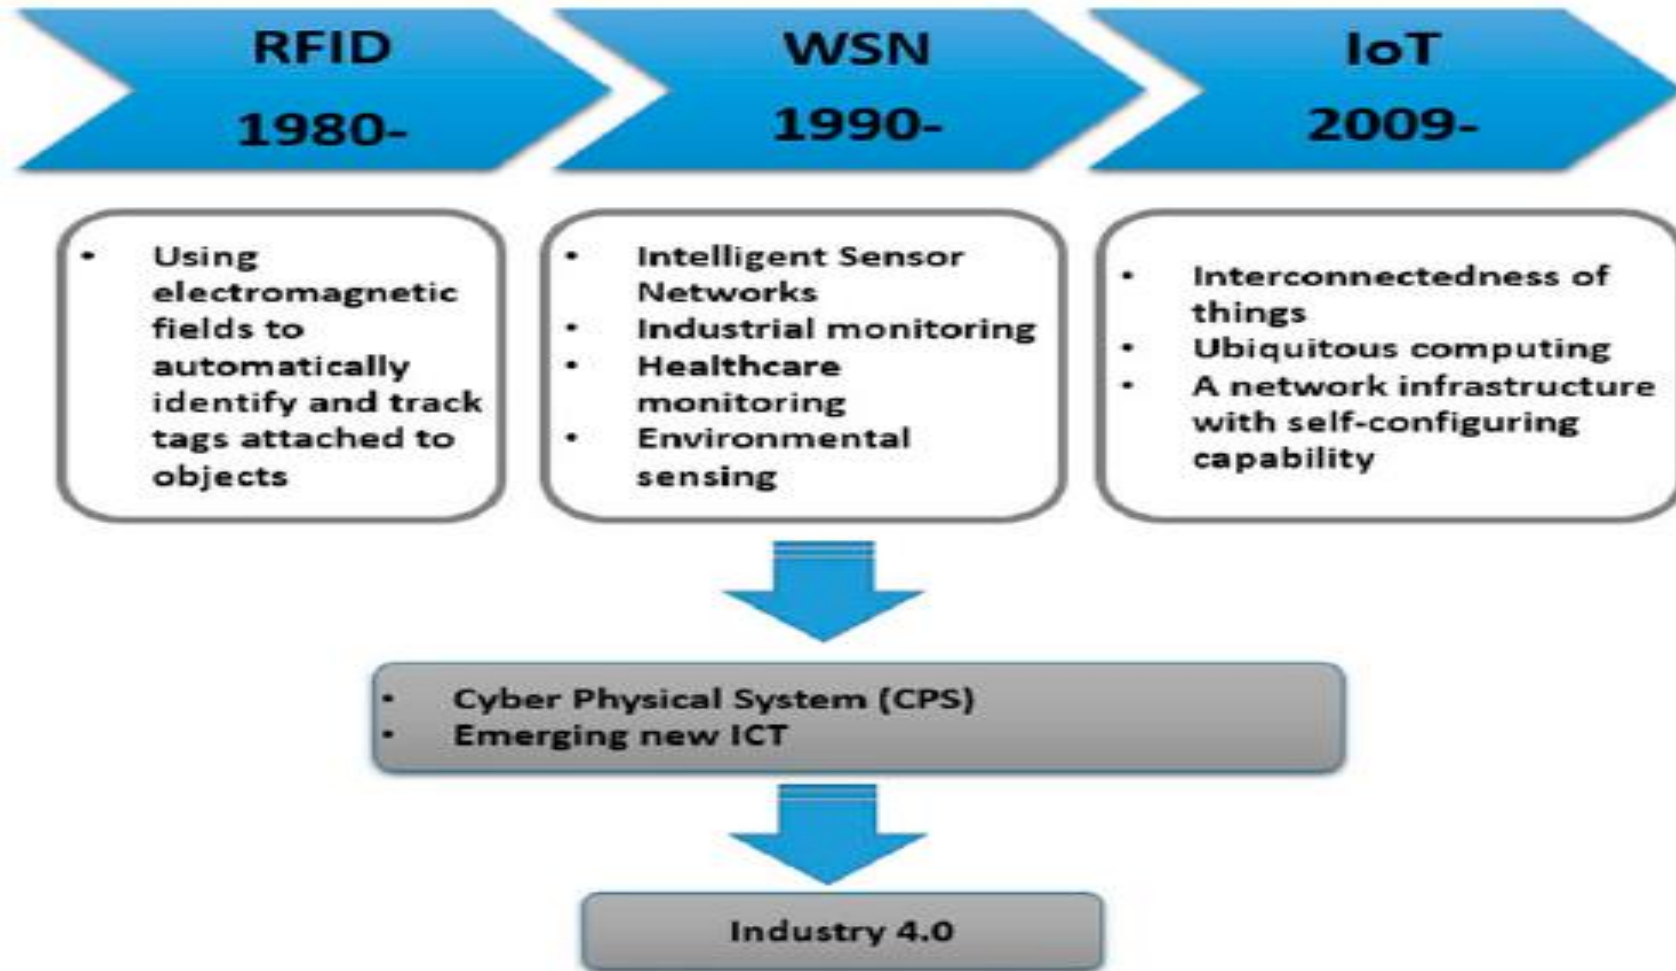 RFID
1980-
WSN
1990-
IoT
2009-
• Using
electromagnetic
fields to
automatically
identify and track
tags attached to
objects
• Intelligent Sensor
Networks
• Industrial monitoring
• Healthcare
monitoring
• Environmental
sensing
• Interconnectedness of
things
• Ubiquitous computing
• A network infrastructure
with self-configuring
capability
• Cyber Physical System (CPS)
• Emerging new ICT
Industry 4.0